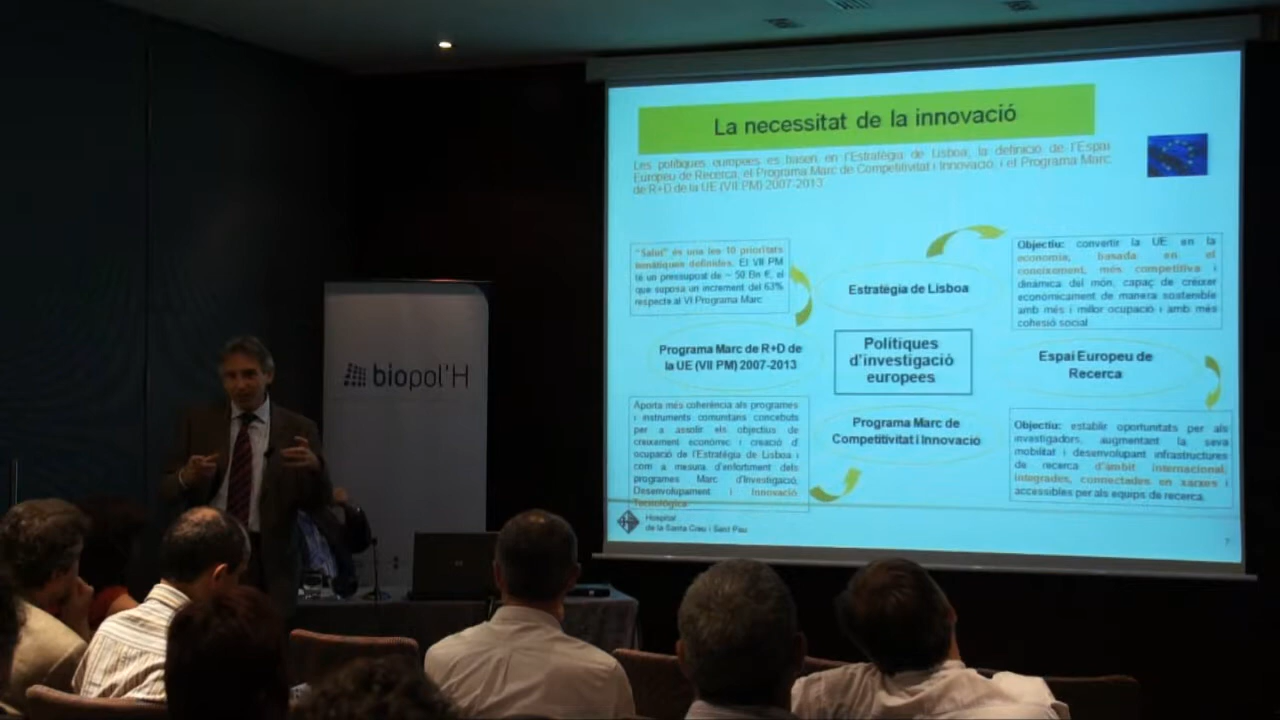 La necessitat de la innovació
Les polítiques europees es basen en l'Estratègia de Lisboa, la definició de l'Espai
Europeu de Recerca, el Programa Marc de Competitivitat i Innovació, i el Programa Marc
de R+D de la UE (VII PM) 2007-2013
"Salut" és una les 10 prioritats
temàtiques definides. El VII PM
té un pressupost de ~ 50 Bn €, el
que suposa un increment del 63%
respecte al VI Programa Marc
Estratègia de Lisboa
Objectiu: convertir la UE en la
economia, basada en el
coneixement, més competitiva i
dinàmica del món, capaç de créixer
econòmicament de manera sostenible
amb més i millor ocupació i amb més
cohesió social
Programa Marc de R+D de
la UE (VII PM) 2007-2013
Polítiques
d'investigació
europees
Espai Europeu de
Recerca
Aporta més coherència als programes
i instruments comunitaris concebuts
per a assolir els objectius de
creixement econòmic i creació d'
ocupació de l'Estratègia de Lisboa i
com a mesura d'enfortiment dels
programes Marc d'Investigació,
Desenvolupament i Innovació
Tecnològica
Programa Marc de
Competitivitat i Innovació
Objectiu: establir oportunitats per als
investigadors, augmentant la seva
mobilitat i desenvolupant infraestructures
de recerca d'àmbit internacional,
integrades, connectades en xarxes i
accessibles per als equips de recerca.
Hospital
de la Santa Creu i Sant Pau
7
biopol'H